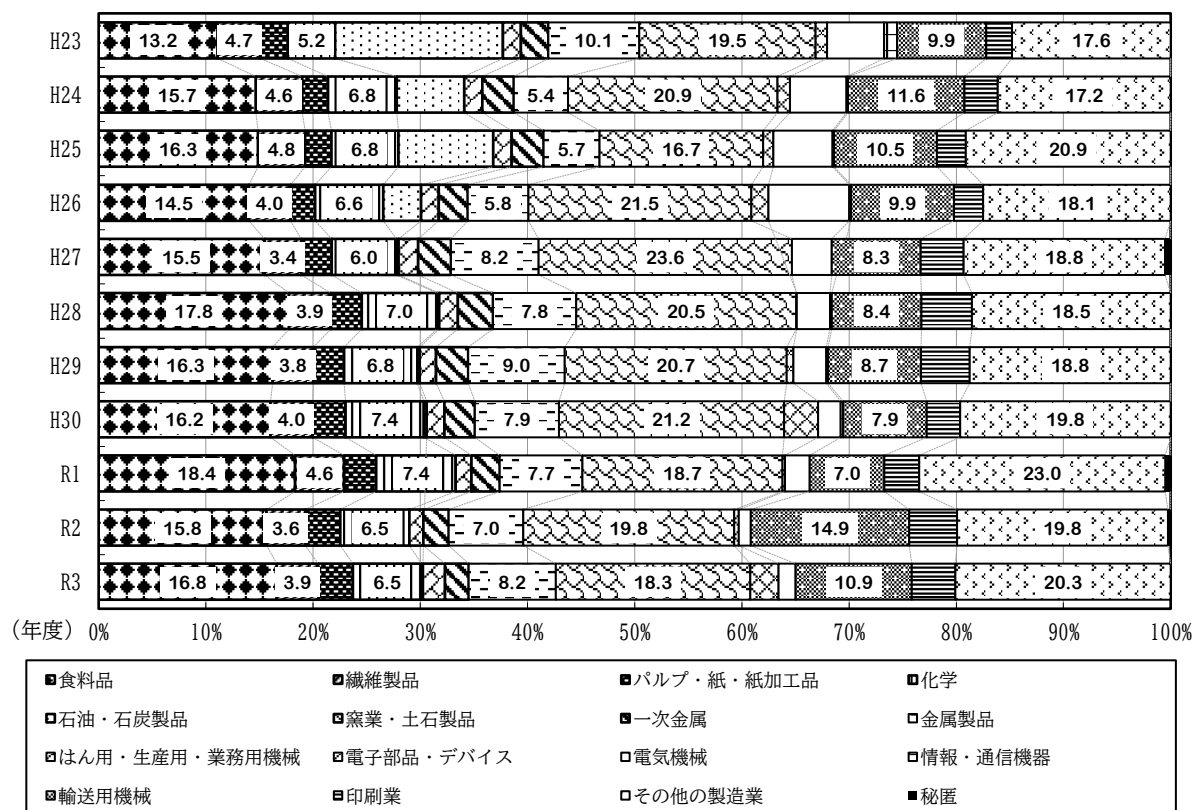 H23 13.2 4.7 5.2 10.1 19.5 9.9 17.6
H24 15.7 4.6 6.8 5.4 20.9 11.6 17.2
H25 16.3 4.8 6.8 5.7 16.7 10.5 20.9
H26 14.5 4.0 6.6 5.8 21.5 9.9 18.1
H27 15.5 3.4 6.0 8.2 23.6 8.3 18.8
H28 17.8 3.9 7.0 7.8 20.5 8.4 18.5
H29 16.3 3.8 6.8 9.0 20.7 8.7 18.8
H30 16.2 4.0 7.4 7.9 21.2 7.9 19.8
R1 18.4 4.6 7.4 7.7 18.7 7.0 23.0
R2 15.8 3.6 6.5 7.0 19.8 14.9 19.8
R3 16.8 3.9 6.5 8.2 18.3 10.9 20.3
(年度) 0% 10% 20% 30% 40% 50% 60% 70% 80% 90% 100%
食料品 繊維製品 パルプ・紙・紙加工品 化学
石油・石炭製品 窯業・土石製品 一次金属 金属製品
はん用・生産用・業務用機械 電子部品・デバイス 電気機械 情報・通信機器
輸送用機械 印刷業 その他の製造業 秘匿